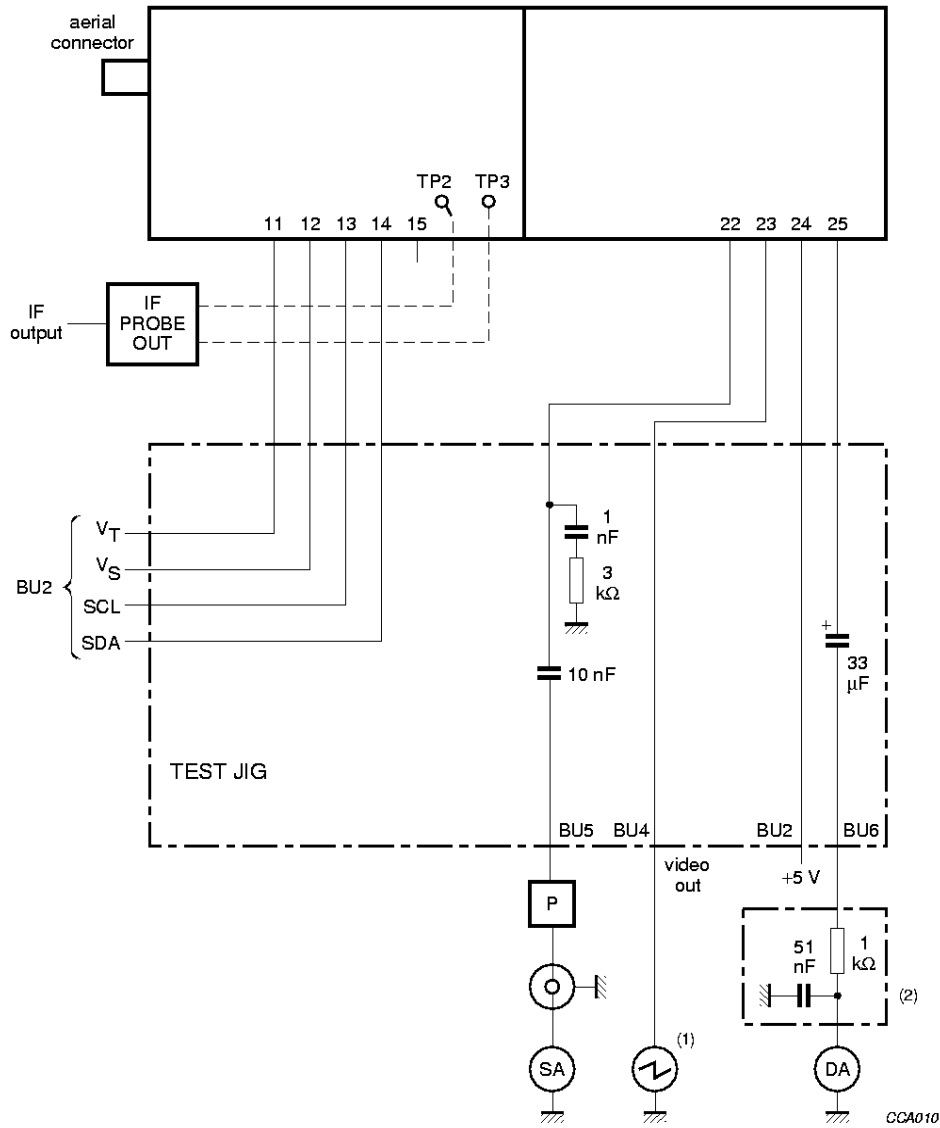 aerial
connector
TP2 TP3
11 12 13 14 15 22 23 24 25
IF
output
IF
PROBE
OUT
1
nF
3
kΩ
BU2
VT
VS
SCL
SDA
+
10 nF
33
μF
TEST JIG
BU5 BU4 BU2 BU6
video
out
+5 V
P
51
nF
1
kΩ
(2)
(1)
SA
DA
CCA010